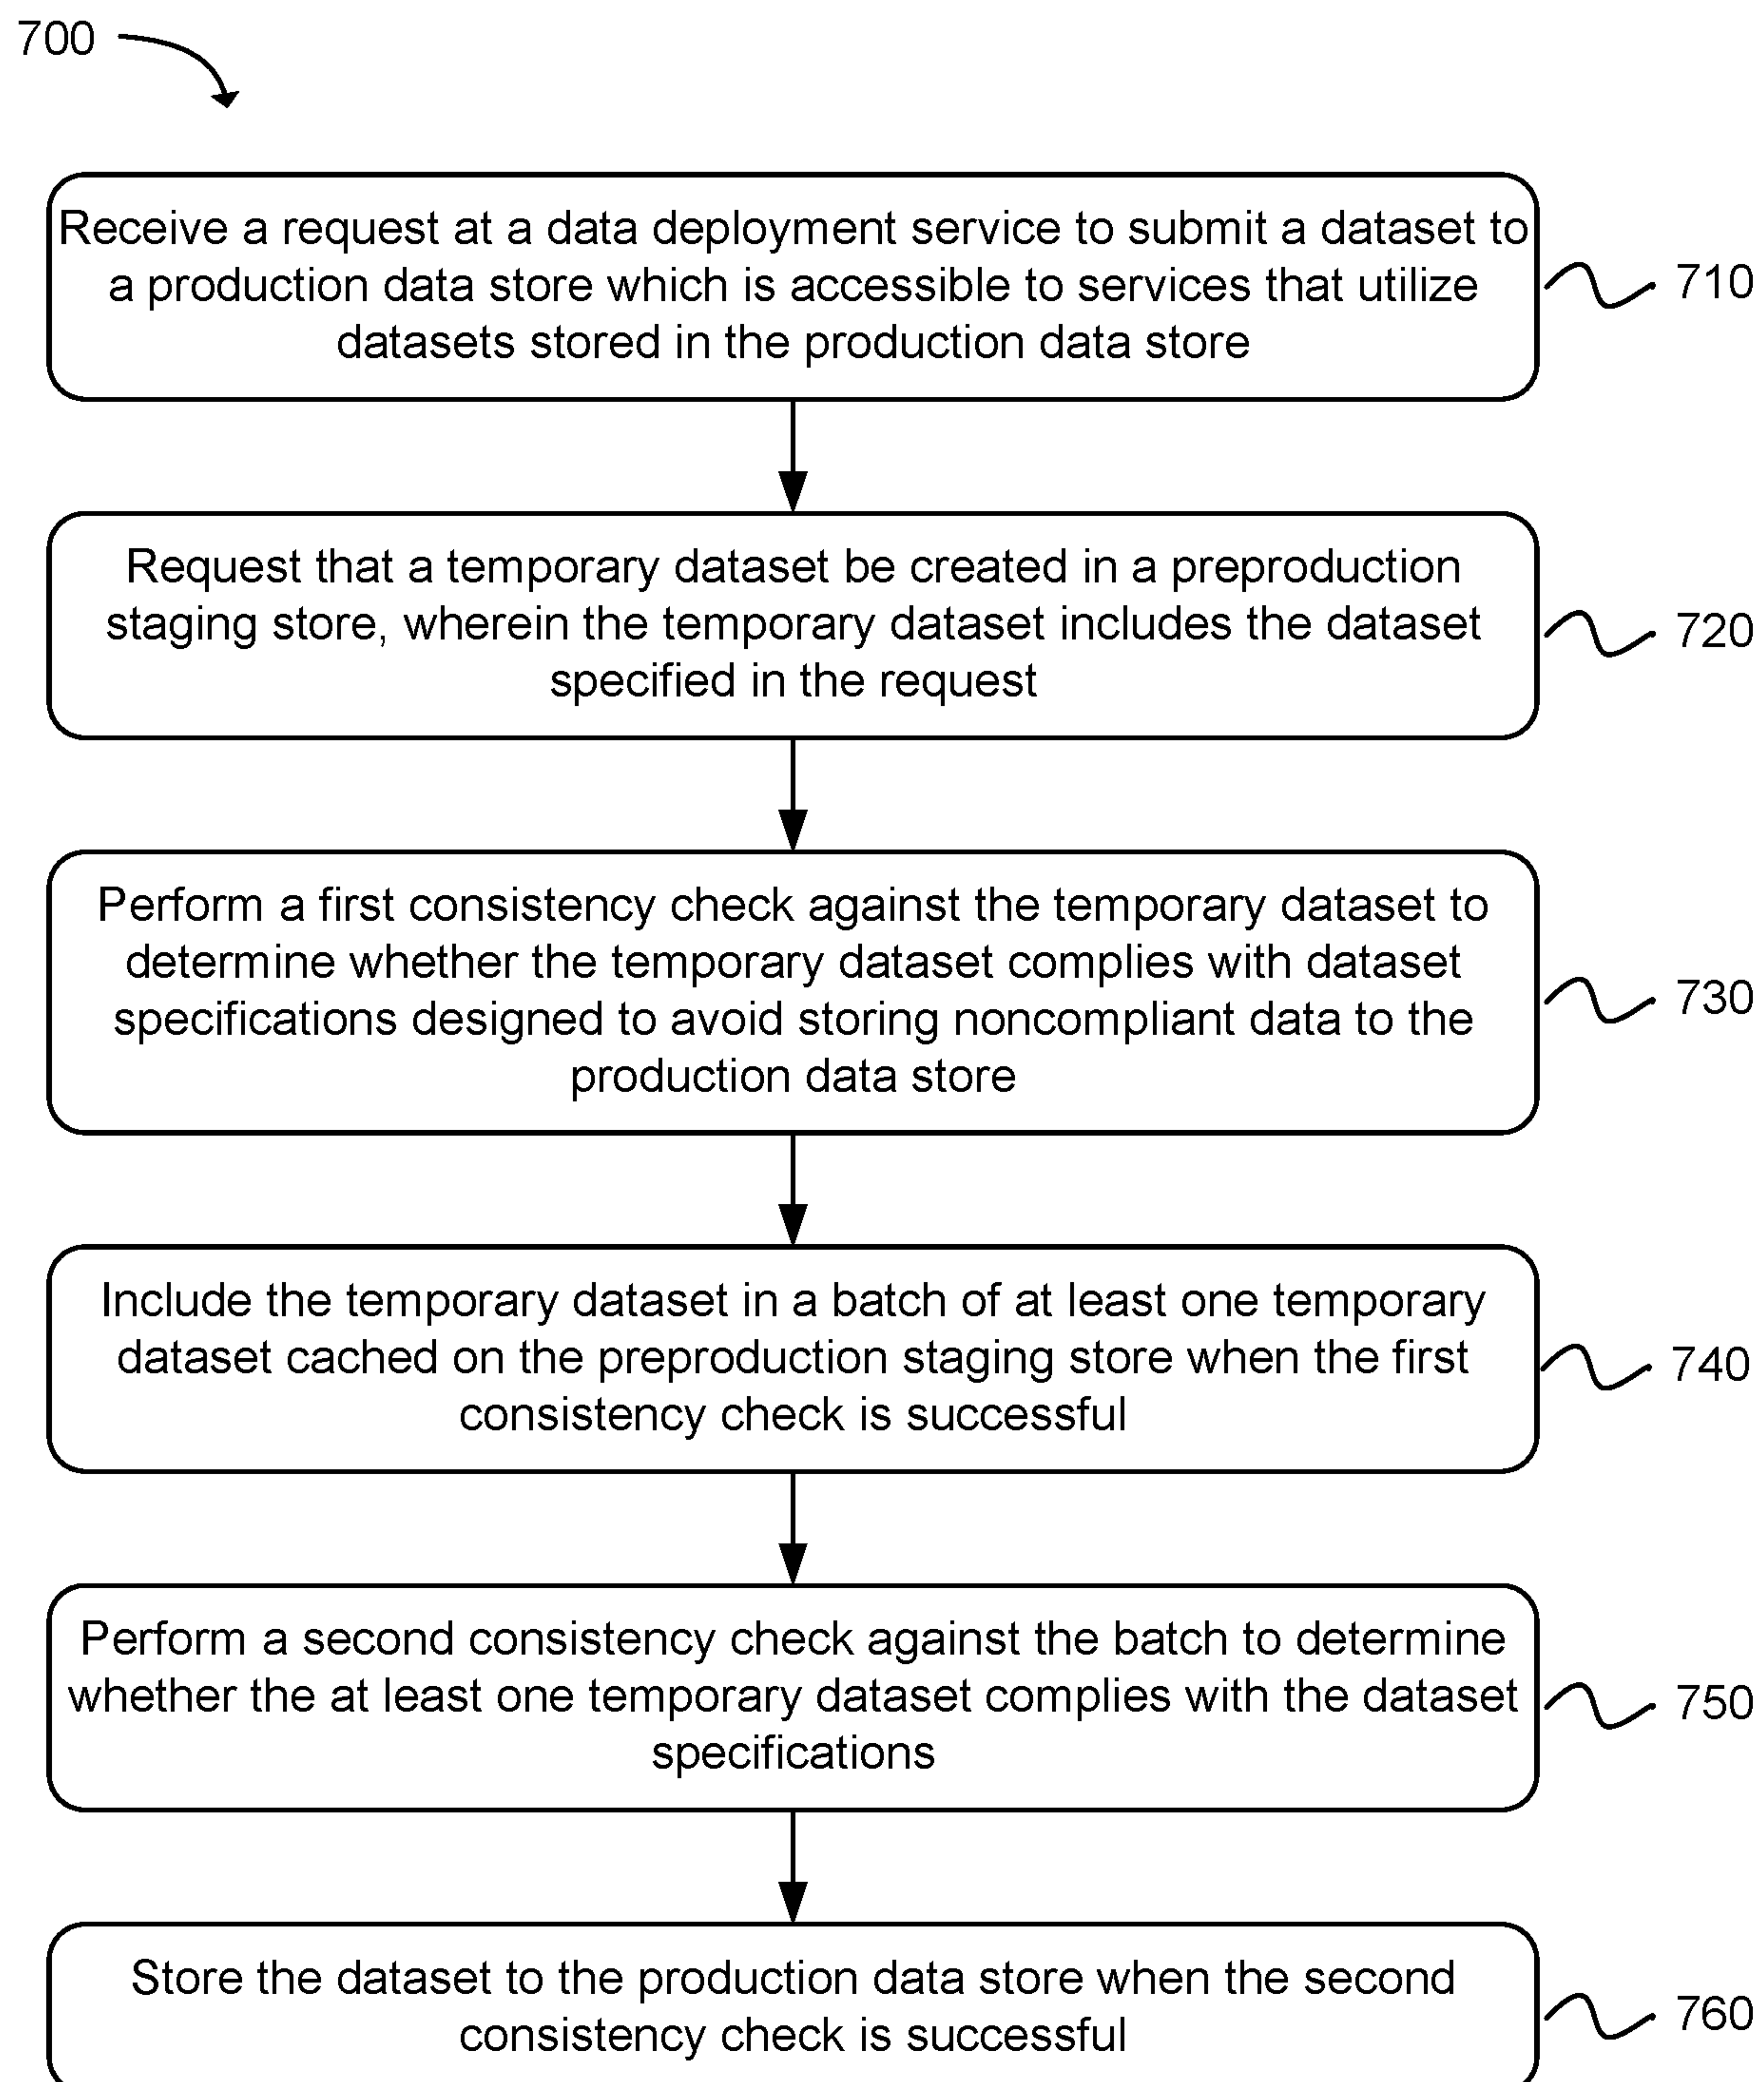 700
Receive a request at a data deployment service to submit a dataset to
a production data store which is accessible to services that utilize
datasets stored in the production data store
710
Request that a temporary dataset be created in a preproduction
staging store, wherein the temporary dataset includes the dataset
specified in the request
720
Perform a first consistency check against the temporary dataset to
determine whether the temporary dataset complies with dataset
specifications designed to avoid storing noncompliant data to the
production data store
730
Include the temporary dataset in a batch of at least one temporary
dataset cached on the preproduction staging store when the first
consistency check is successful
740
Perform a second consistency check against the batch to determine
whether the at least one temporary dataset complies with the dataset
specifications
750
Store the dataset to the production data store when the second
consistency check is successful
760